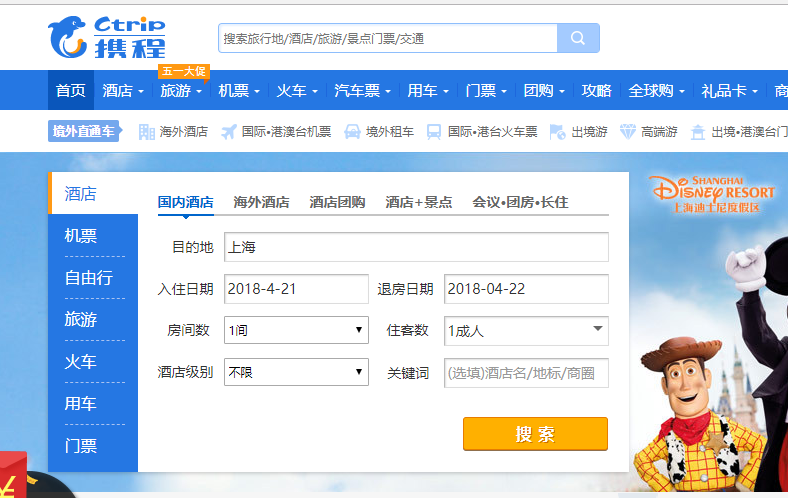 Ctrip
携程
搜索旅行地/酒店/旅游/景点门票/交通
五一大促
首页 酒店 旅游 机票 火车 汽车票 用车 门票 团购 攻略 全球购 礼品卡 商
境外直通车 海外酒店 国际•港澳台机票 境外租车 国际•港台火车票 出境游 高端游 出境•港澳台门
酒店
机票
自由行
旅游
火车
用车
门票
国内酒店 海外酒店 酒店团购 酒店+景点 会议•团房•长住
目的地 上海
入住日期 2018-4-21 退房日期 2018-04-22
房间数 1间 住客数 1成人
酒店级别 不限 关键词 (选填)酒店名/地标/商圈
搜 索
SHANGHAI
DISNEY RESORT
上海迪士尼度假区
¥